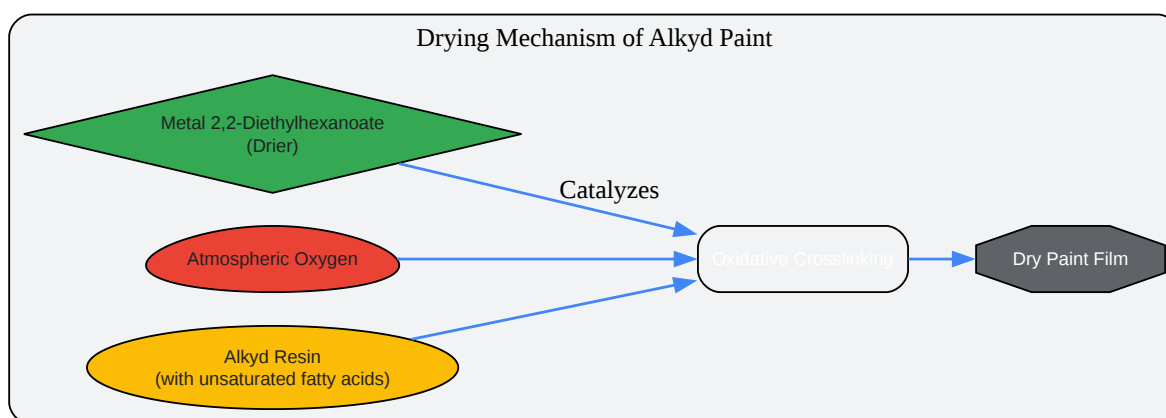 Drying Mechanism of Alkyd Paint
Metal 2,2-Diethylhexanoate
(Drier)
Catalyzes
Atmospheric Oxygen
Oxidative Crosslinking
Dry Paint Film
Alkyd Resin
(with unsaturated fatty acids)